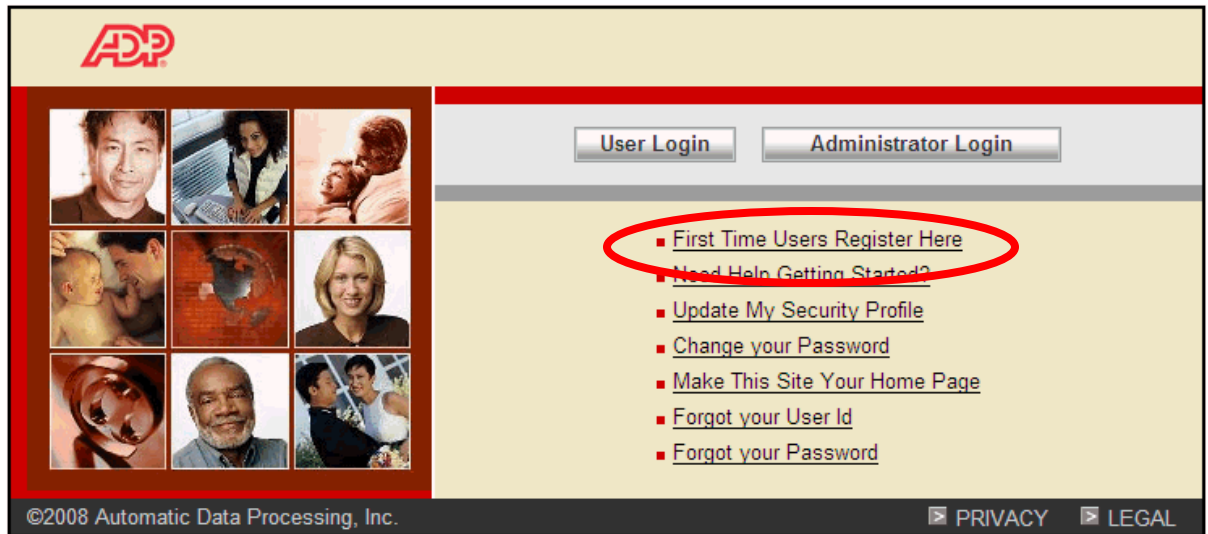 ADP
User Login Administrator Login
First Time Users Register Here
Need Help Getting Started?
Update My Security Profile
Change your Password
Make This Site Your Home Page
Forgot your User Id
Forgot your Password
©2008 Automatic Data Processing, Inc. PRIVACY LEGAL